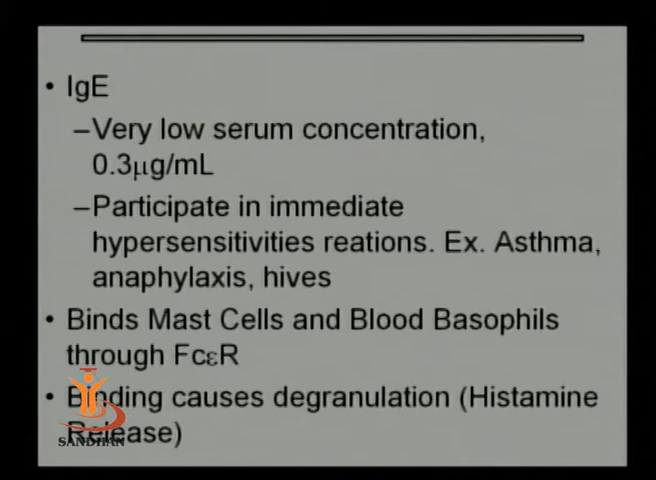 • IgE
–Very low serum concentration,
0.3μg/mL
–Participate in immediate
hypersensitivities reations. Ex. Asthma,
anaphylaxis, hives
• Binds Mast Cells and Blood Basophils
through FcεR
• Binding causes degranulation (Histamine
Release)
SANDHAN